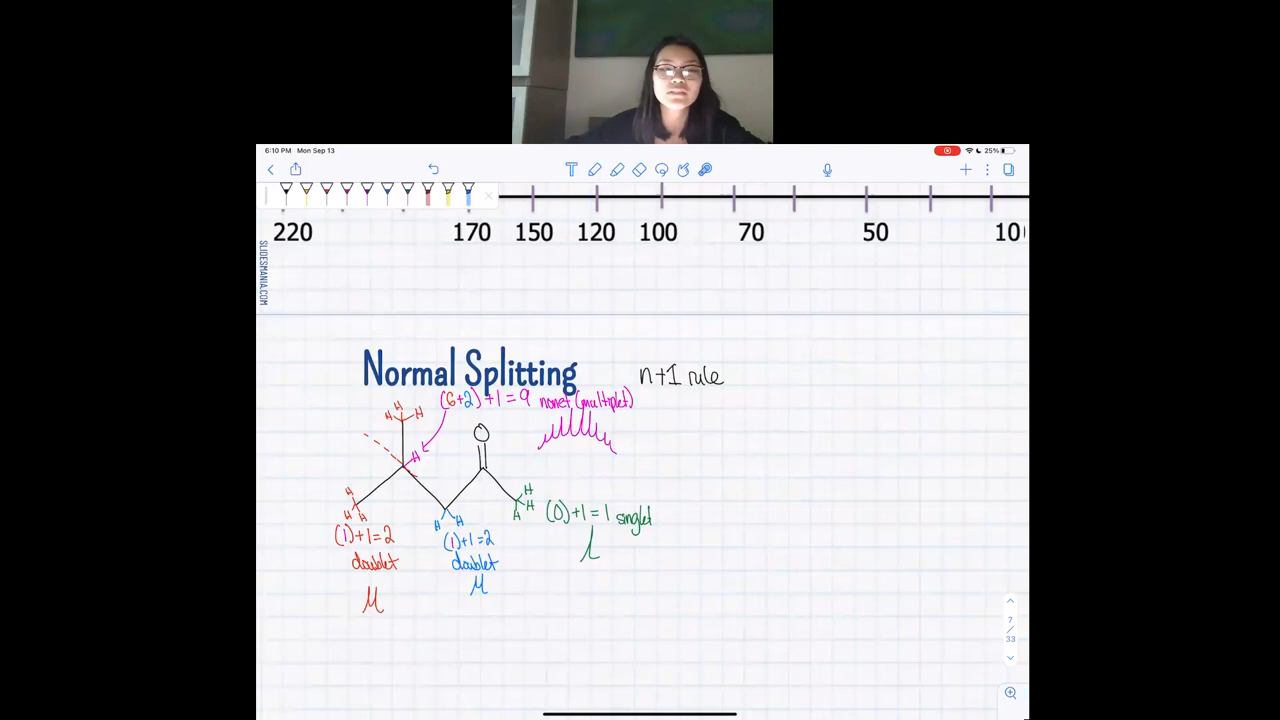 6:10 PM Mon Sep 13
25%
220 170 150 120 100 70 50 10
SLIDESMANIA.COM
Normal Splitting
n+1 rule
(6+2)+1=9 nonet (multiplet)
H
H H
H
O
H
H
H
H
H H
H H
(0)+1=1 singlet
(1)+1=2
doublet
(1)+1=2
doublet
7
/
33